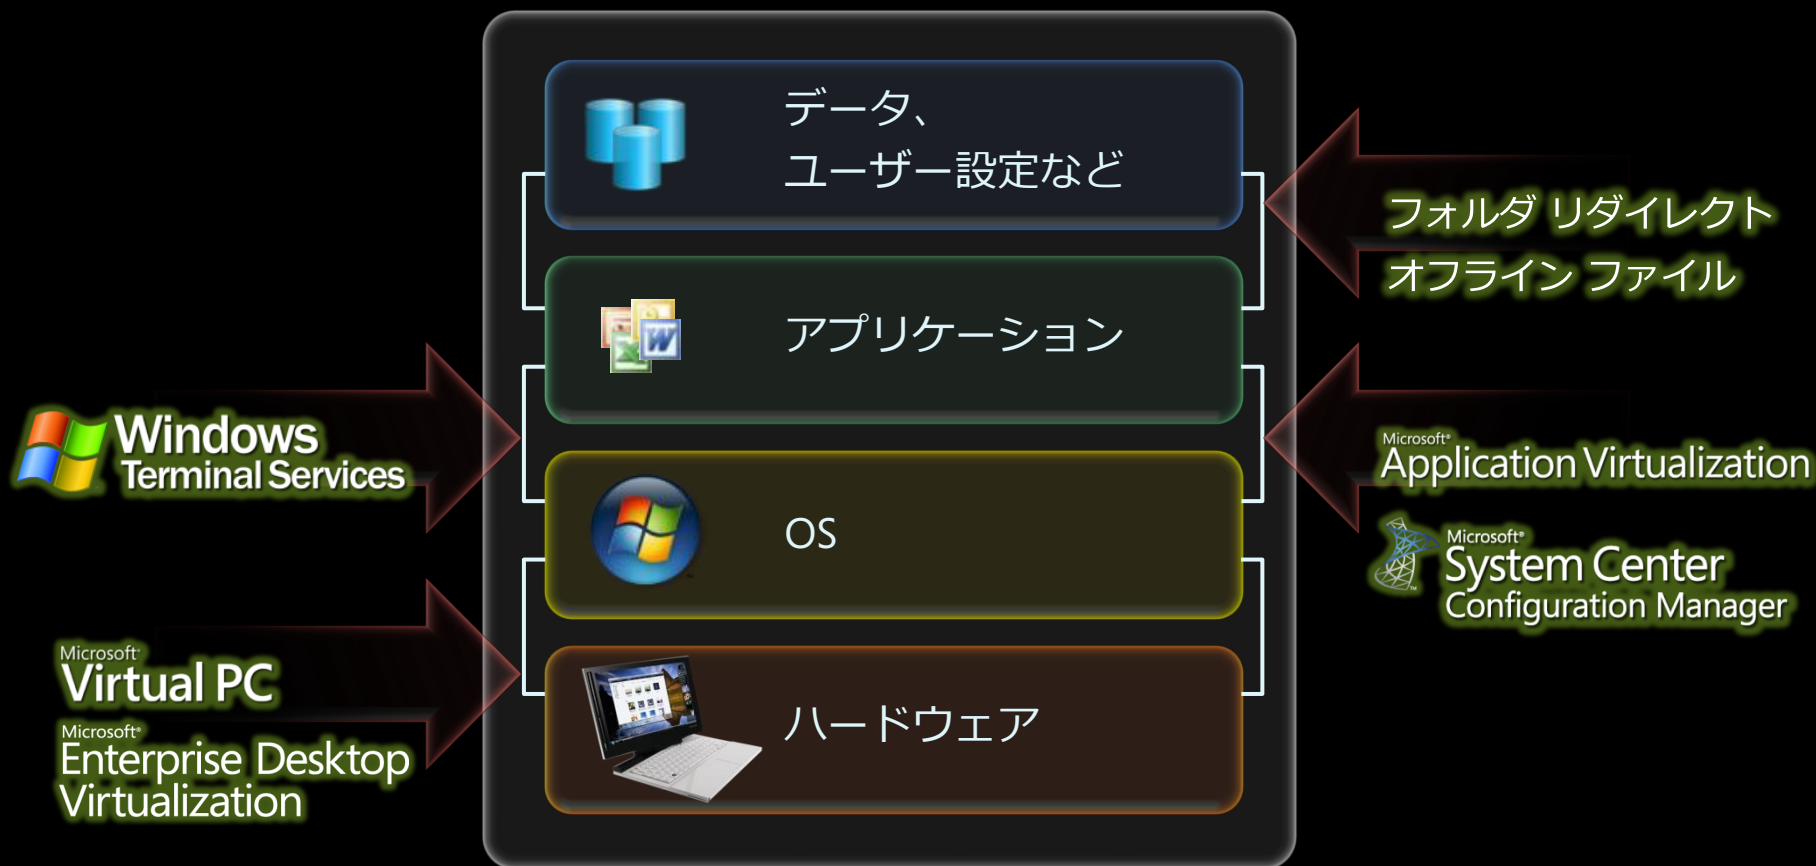 データ、
ユーザー設定など
アプリケーション
OS
ハードウェア
Windows
Terminal Services
Microsoft
Virtual PC
Microsoft®
Enterprise Desktop
Virtualization
フォルダ リダイレクト
オフライン ファイル
Microsoft®
Application Virtualization
Microsoft®
System Center
Configuration Manager